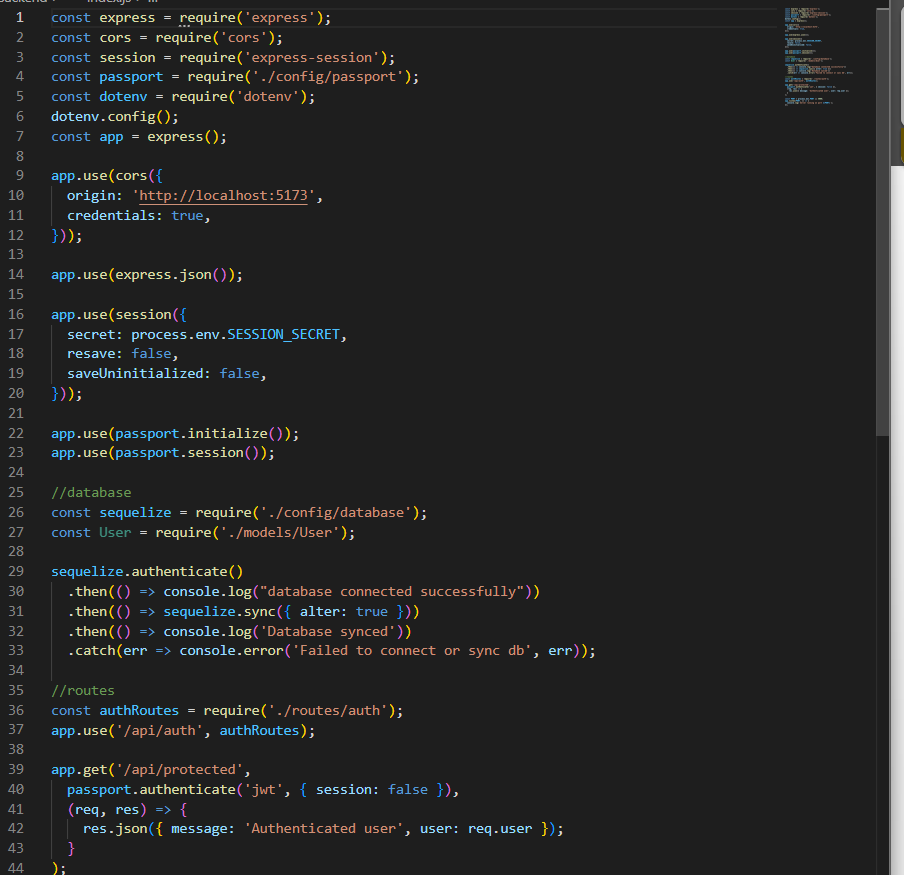 const express = require('express');
const cors = require('cors');
const session = require('express-session');
const passport = require('./config/passport');
const dotenv = require('dotenv');
dotenv.config();
const app = express();

app.use(cors({
  origin: 'http://localhost:5173',
  credentials: true,
}));

app.use(express.json());

app.use(session({
  secret: process.env.SESSION_SECRET,
  resave: false,
  saveUninitialized: false,
}));

app.use(passport.initialize());
app.use(passport.session());

//database
const sequelize = require('./config/database');
const User = require('./models/User');

sequelize.authenticate()
  .then(() => console.log("database connected successfully"))
  .then(() => sequelize.sync({ alter: true }))
  .then(() => console.log('Database synced'))
  .catch(err => console.error('Failed to connect or sync db', err));

//routes
const authRoutes = require('./routes/auth');
app.use('/api/auth', authRoutes);

app.get('/api/protected',
  passport.authenticate('jwt', { session: false }),
  (req, res) => {
    res.json({ message: 'Authenticated user', user: req.user });
  }
);